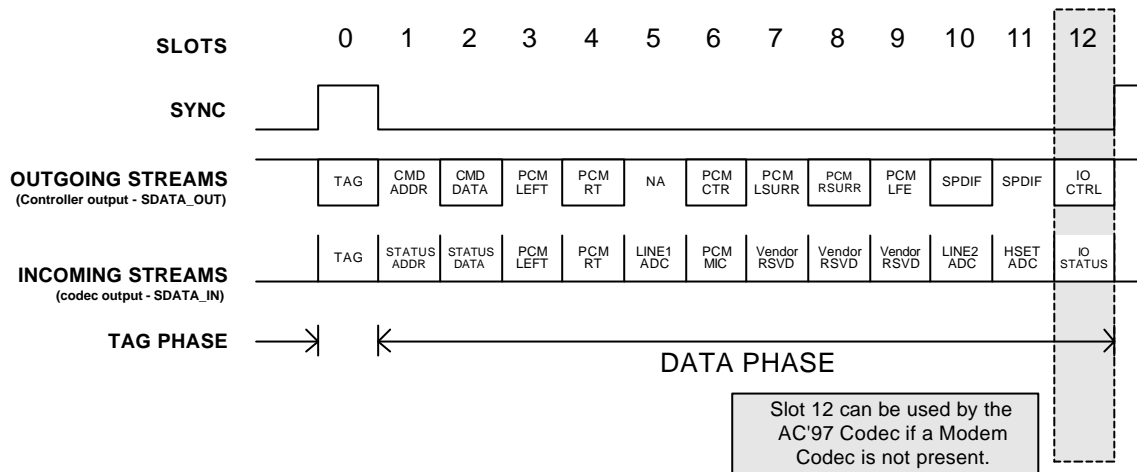 SLOTS 0 1 2 3 4 5 6 7 8 9 10 11 12
SYNC
OUTGOING STREAMS
(Controller output - SDATA_OUT)
TAG
CMD
ADDR
CMD
DATA
PCM
LEFT
PCM
RT
NA
PCM
CTR
PCM
LSURR
PCM
RSURR
PCM
LFE
SPDIF
SPDIF
IO
CTRL
INCOMING STREAMS
(codec output - SDATA_IN)
TAG
STATUS
ADDR
STATUS
DATA
PCM
LEFT
PCM
RT
LINE1
ADC
PCM
MIC
Vendor
RSVD
Vendor
RSVD
Vendor
RSVD
LINE2
ADC
HSET
ADC
IO
STATUS
TAG PHASE
DATA PHASE
Slot 12 can be used by the
AC'97 Codec if a Modem
Codec is not present.